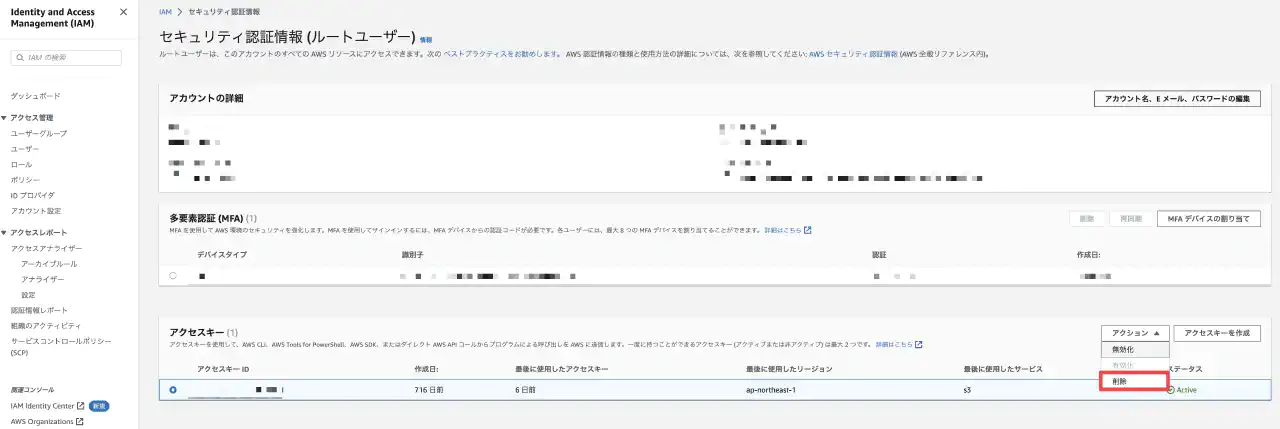 Identity and Access
Management (IAM)
IAM の検索
ダッシュボード
アクセス管理
ユーザーグループ
ユーザー
ロール
ポリシー
ID プロバイダ
アカウント設定
アクセスレポート
アクセスアナライザー
アーカイブルール
アナライザー
設定
認証情報レポート
組織のアクティビティ
サービスコントロールポリシー
(SCP)
関連コンソール
IAM Identity Center 新規
AWS Organizations
IAM > セキュリティ認証情報
セキュリティ認証情報 (ルートユーザー) 情報
ルートユーザーは、このアカウントのすべての AWS リソースにアクセスできます。次の ベストプラクティスをお勧めします。 AWS 認証情報の種類と使用方法の詳細については、次を参照してください: AWS セキュリティ認証情報 (AWS 全般リファレンス内)。
アカウントの詳細
アカウント名、E メール、パスワードの編集
多要素認証 (MFA) (1)
削除 再同期 MFA デバイスの割り当て
MFA を使用して AWS 環境のセキュリティを強化します。MFA を使用してサインインするには、MFA デバイスからの認証コードが必要です。各ユーザーには、最大 8 つの MFA デバイスを割り当てることができます。 詳細はこちら
デバイスタイプ 識別子 認証 作成日:
アクセスキー (1)
アクション アクセスキーを作成
アクセスキーを使用して、AWS CLI、AWS Tools for PowerShell、AWS SDK、またはダイレクト AWS API コールからプログラムによる呼び出しを AWS に送信します。一度に持つことができるアクセスキー (アクティブまたは非アクティブ) は最大 2 つです。 詳細はこちら
無効化
有効化
削除
アクセスキー ID 作成日: 最後に使用したアクセスキー 最後に使用したリージョン 最後に使用したサービス ステータス
716 日前 6 日前 ap-northeast-1 s3 Active